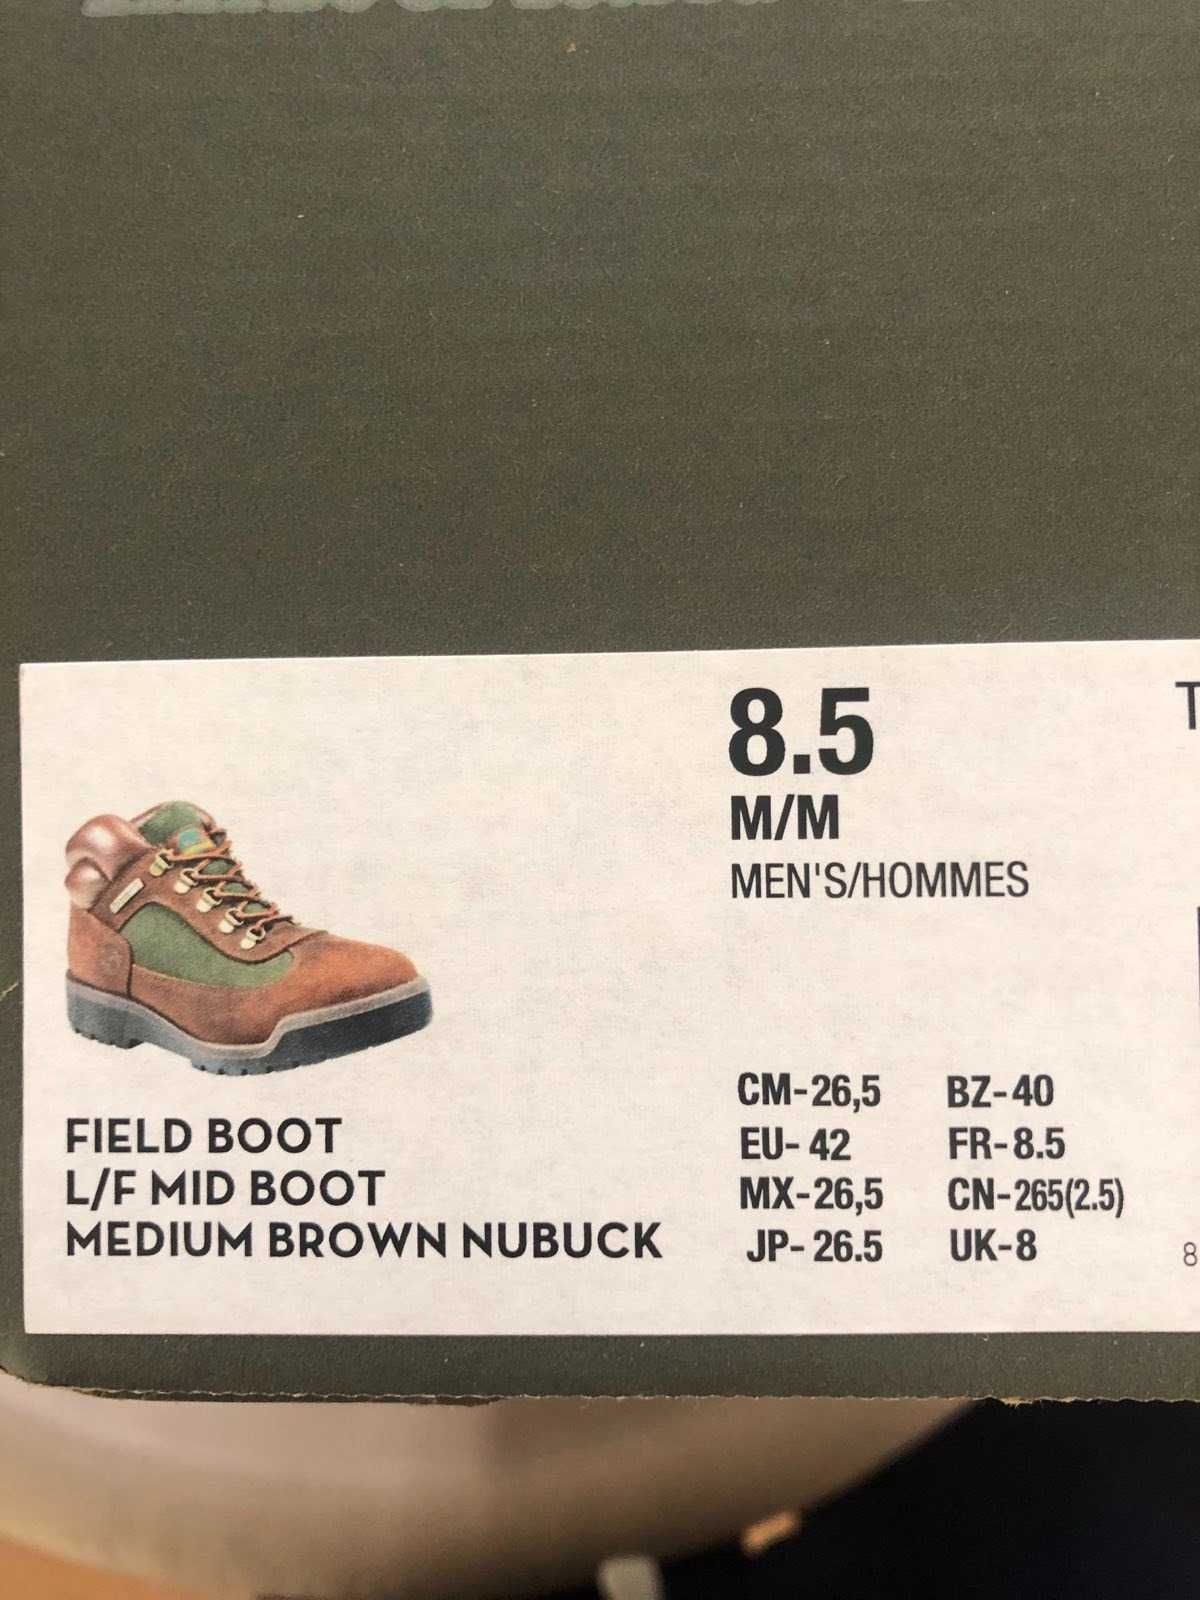 8.5
M/M
MEN'S/HOMMES
FIELD BOOT
L/F MID BOOT
MEDIUM BROWN NUBUCK
CM-26,5 BZ-40
EU- 42 FR-8.5
MX-26,5 CN-265(2.5)
JP- 26.5 UK-8